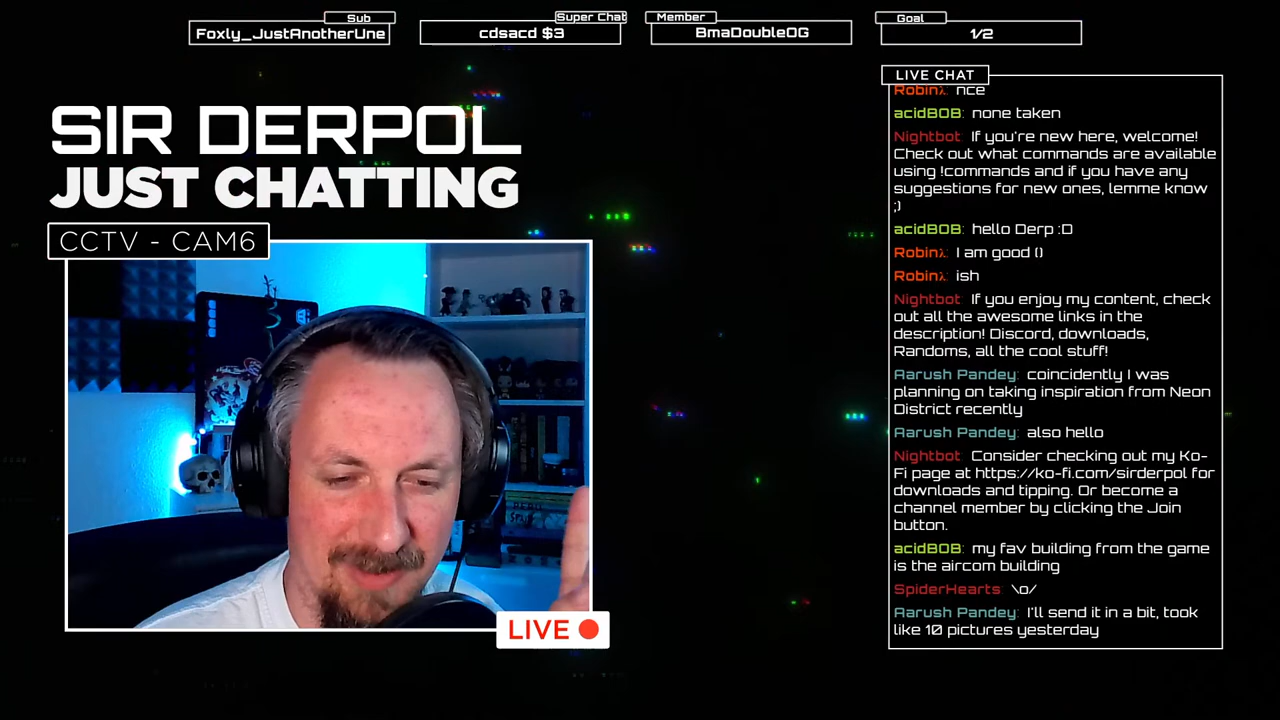 Sub
Foxly_JustAnotherUne
Super Chat
cdsacd $3
Member
BmaDoubleOG
Goal
1/2
SIR DERPOL
JUST CHATTING
CCTV - CAM6
LIVE
LIVE CHAT
Robinλ: nce
acidBOB: none taken
Nightbot: If you're new here, welcome!
Check out what commands are available
using !commands and if you have any
suggestions for new ones, lemme know
;)
acidBOB: hello Derp :D
Robinλ: I am good ()
Robinλ: ish
Nightbot: If you enjoy my content, check
out all the awesome links in the
description! Discord, downloads,
Randoms, all the cool stuff!
Aarush Pandey: coincidently I was
planning on taking inspiration from Neon
District recently
Aarush Pandey: also hello
Nightbot: Consider checking out my Ko-
Fi page at https://ko-fi.com/sirderpol for
downloads and tipping. Or become a
channel member by clicking the Join
button.
acidBOB: my fav building from the game
is the aircom building
SpiderHearts: \o/
Aarush Pandey: I'll send it in a bit, took
like 10 pictures yesterday